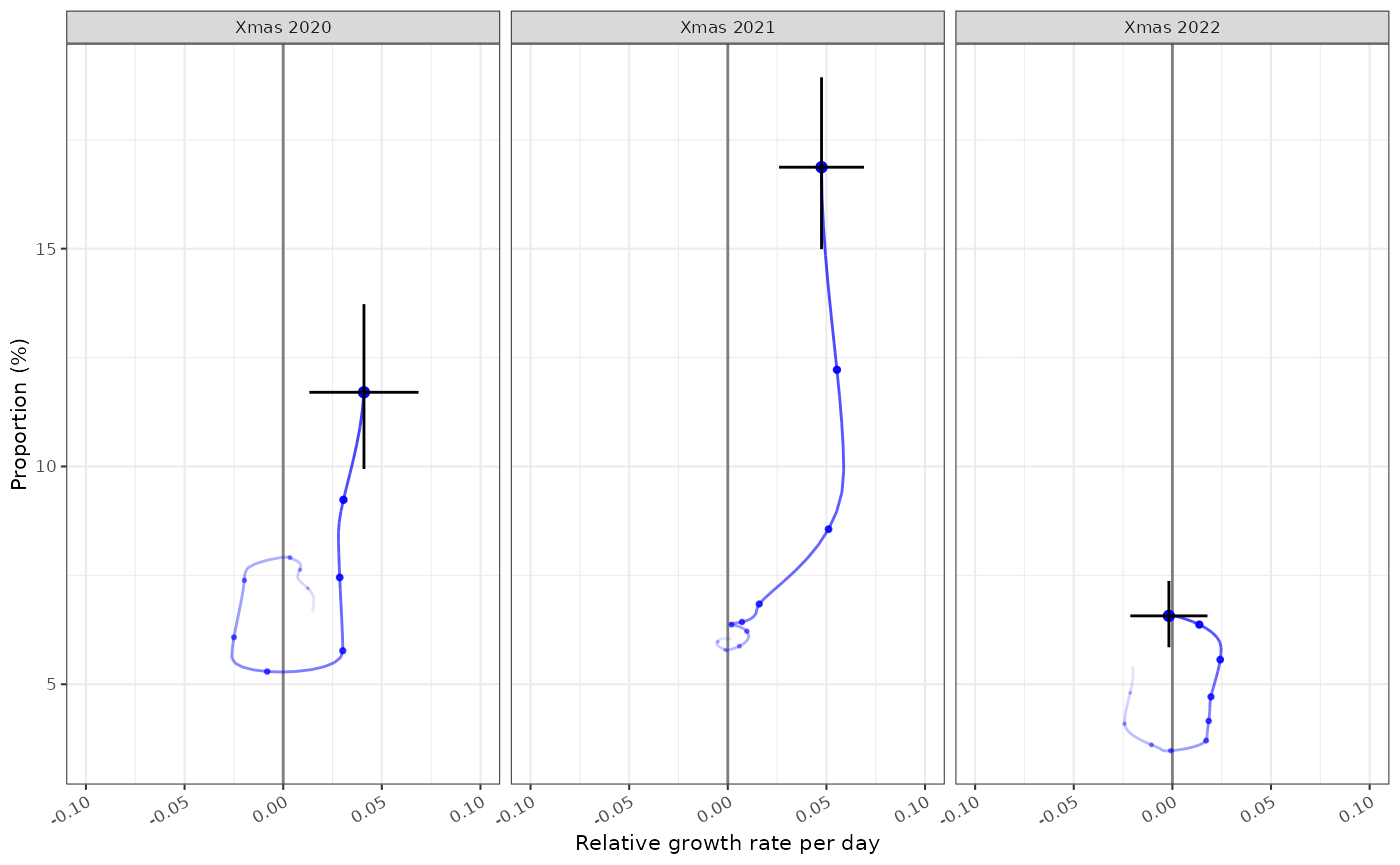 Xmas 2020 Xmas 2021 Xmas 2022
Proportion (%)
15
10
5
-0.10 -0.05 0.00 0.05 0.10 -0.10 -0.05 0.00 0.05 0.10 -0.10 -0.05 0.00 0.05 0.10
Relative growth rate per day